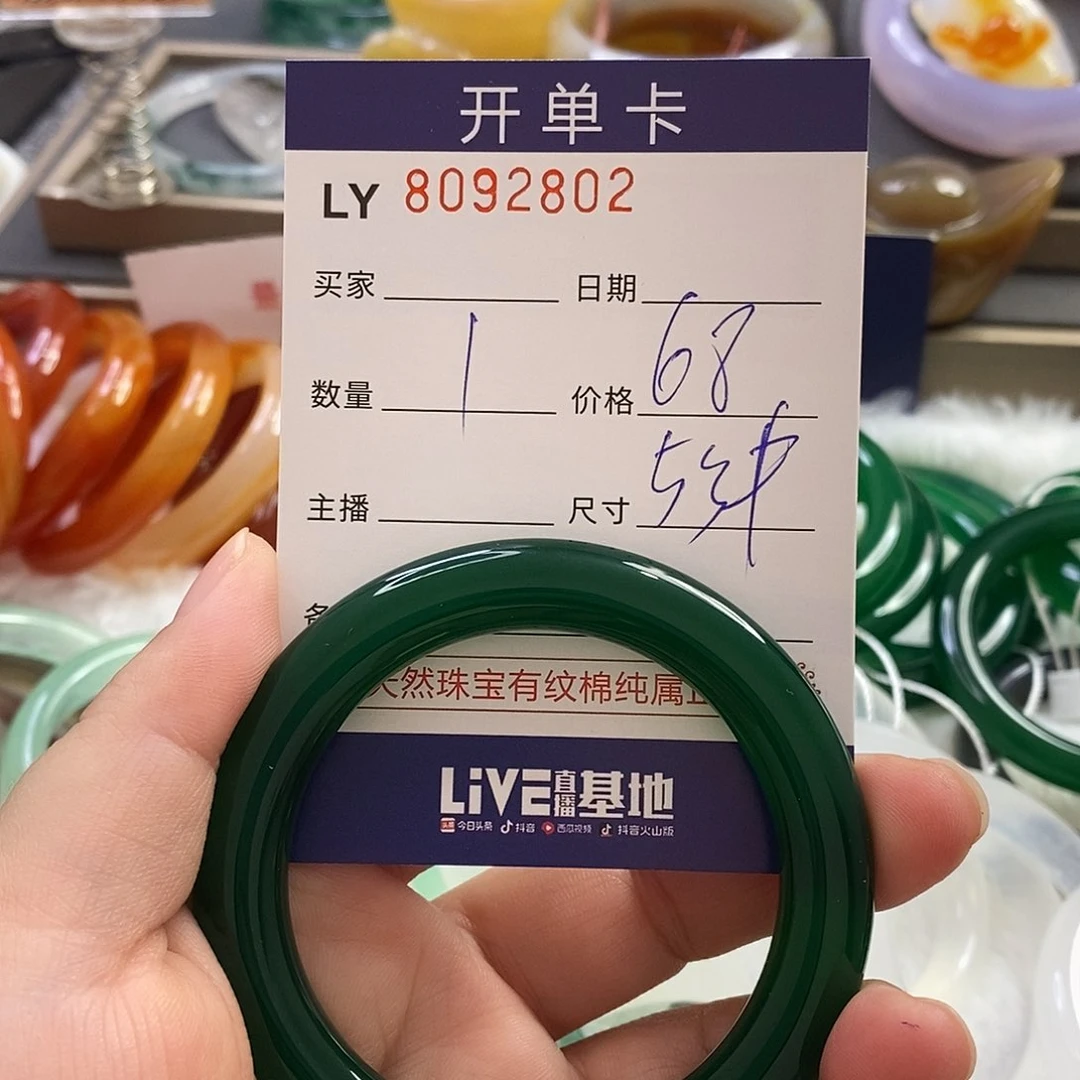 开单卡
LY 8092802
买家 日期
数量 1 价格 68
主播 尺寸
天然珠宝有纹棉纯属正
LiVE直播基地
今日头条 抖音 西瓜视频 抖音火山版